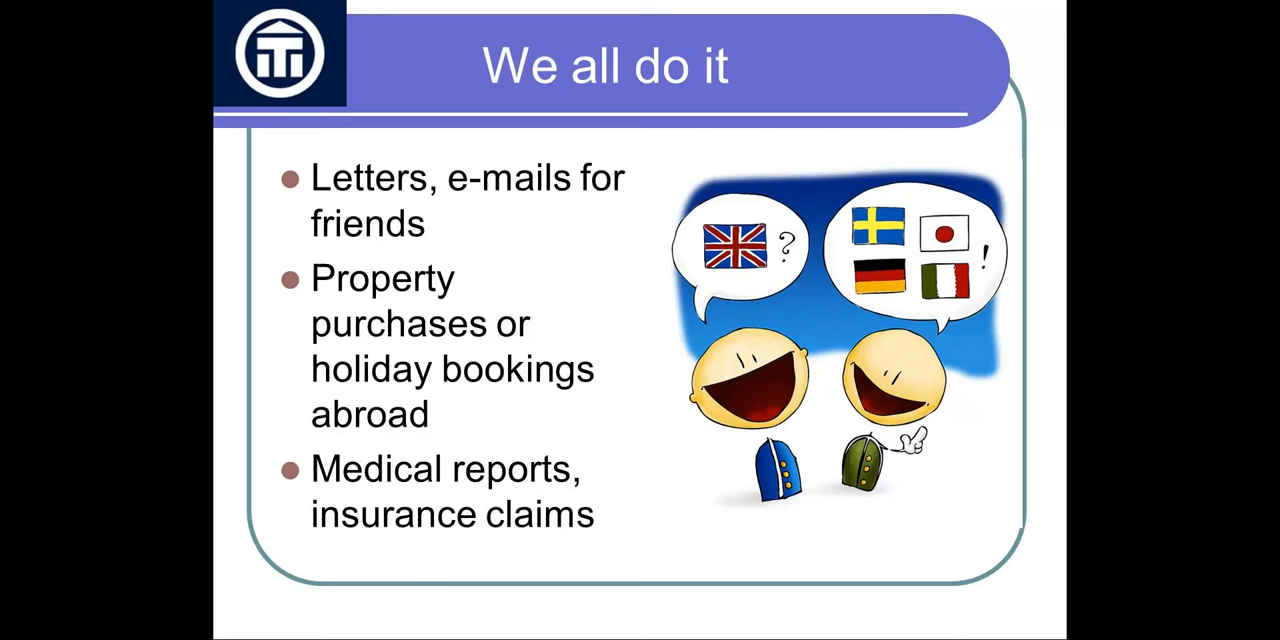 We all do it
Letters, e-mails for
friends
Property
purchases or
holiday bookings
abroad
Medical reports,
insurance claims
?
!